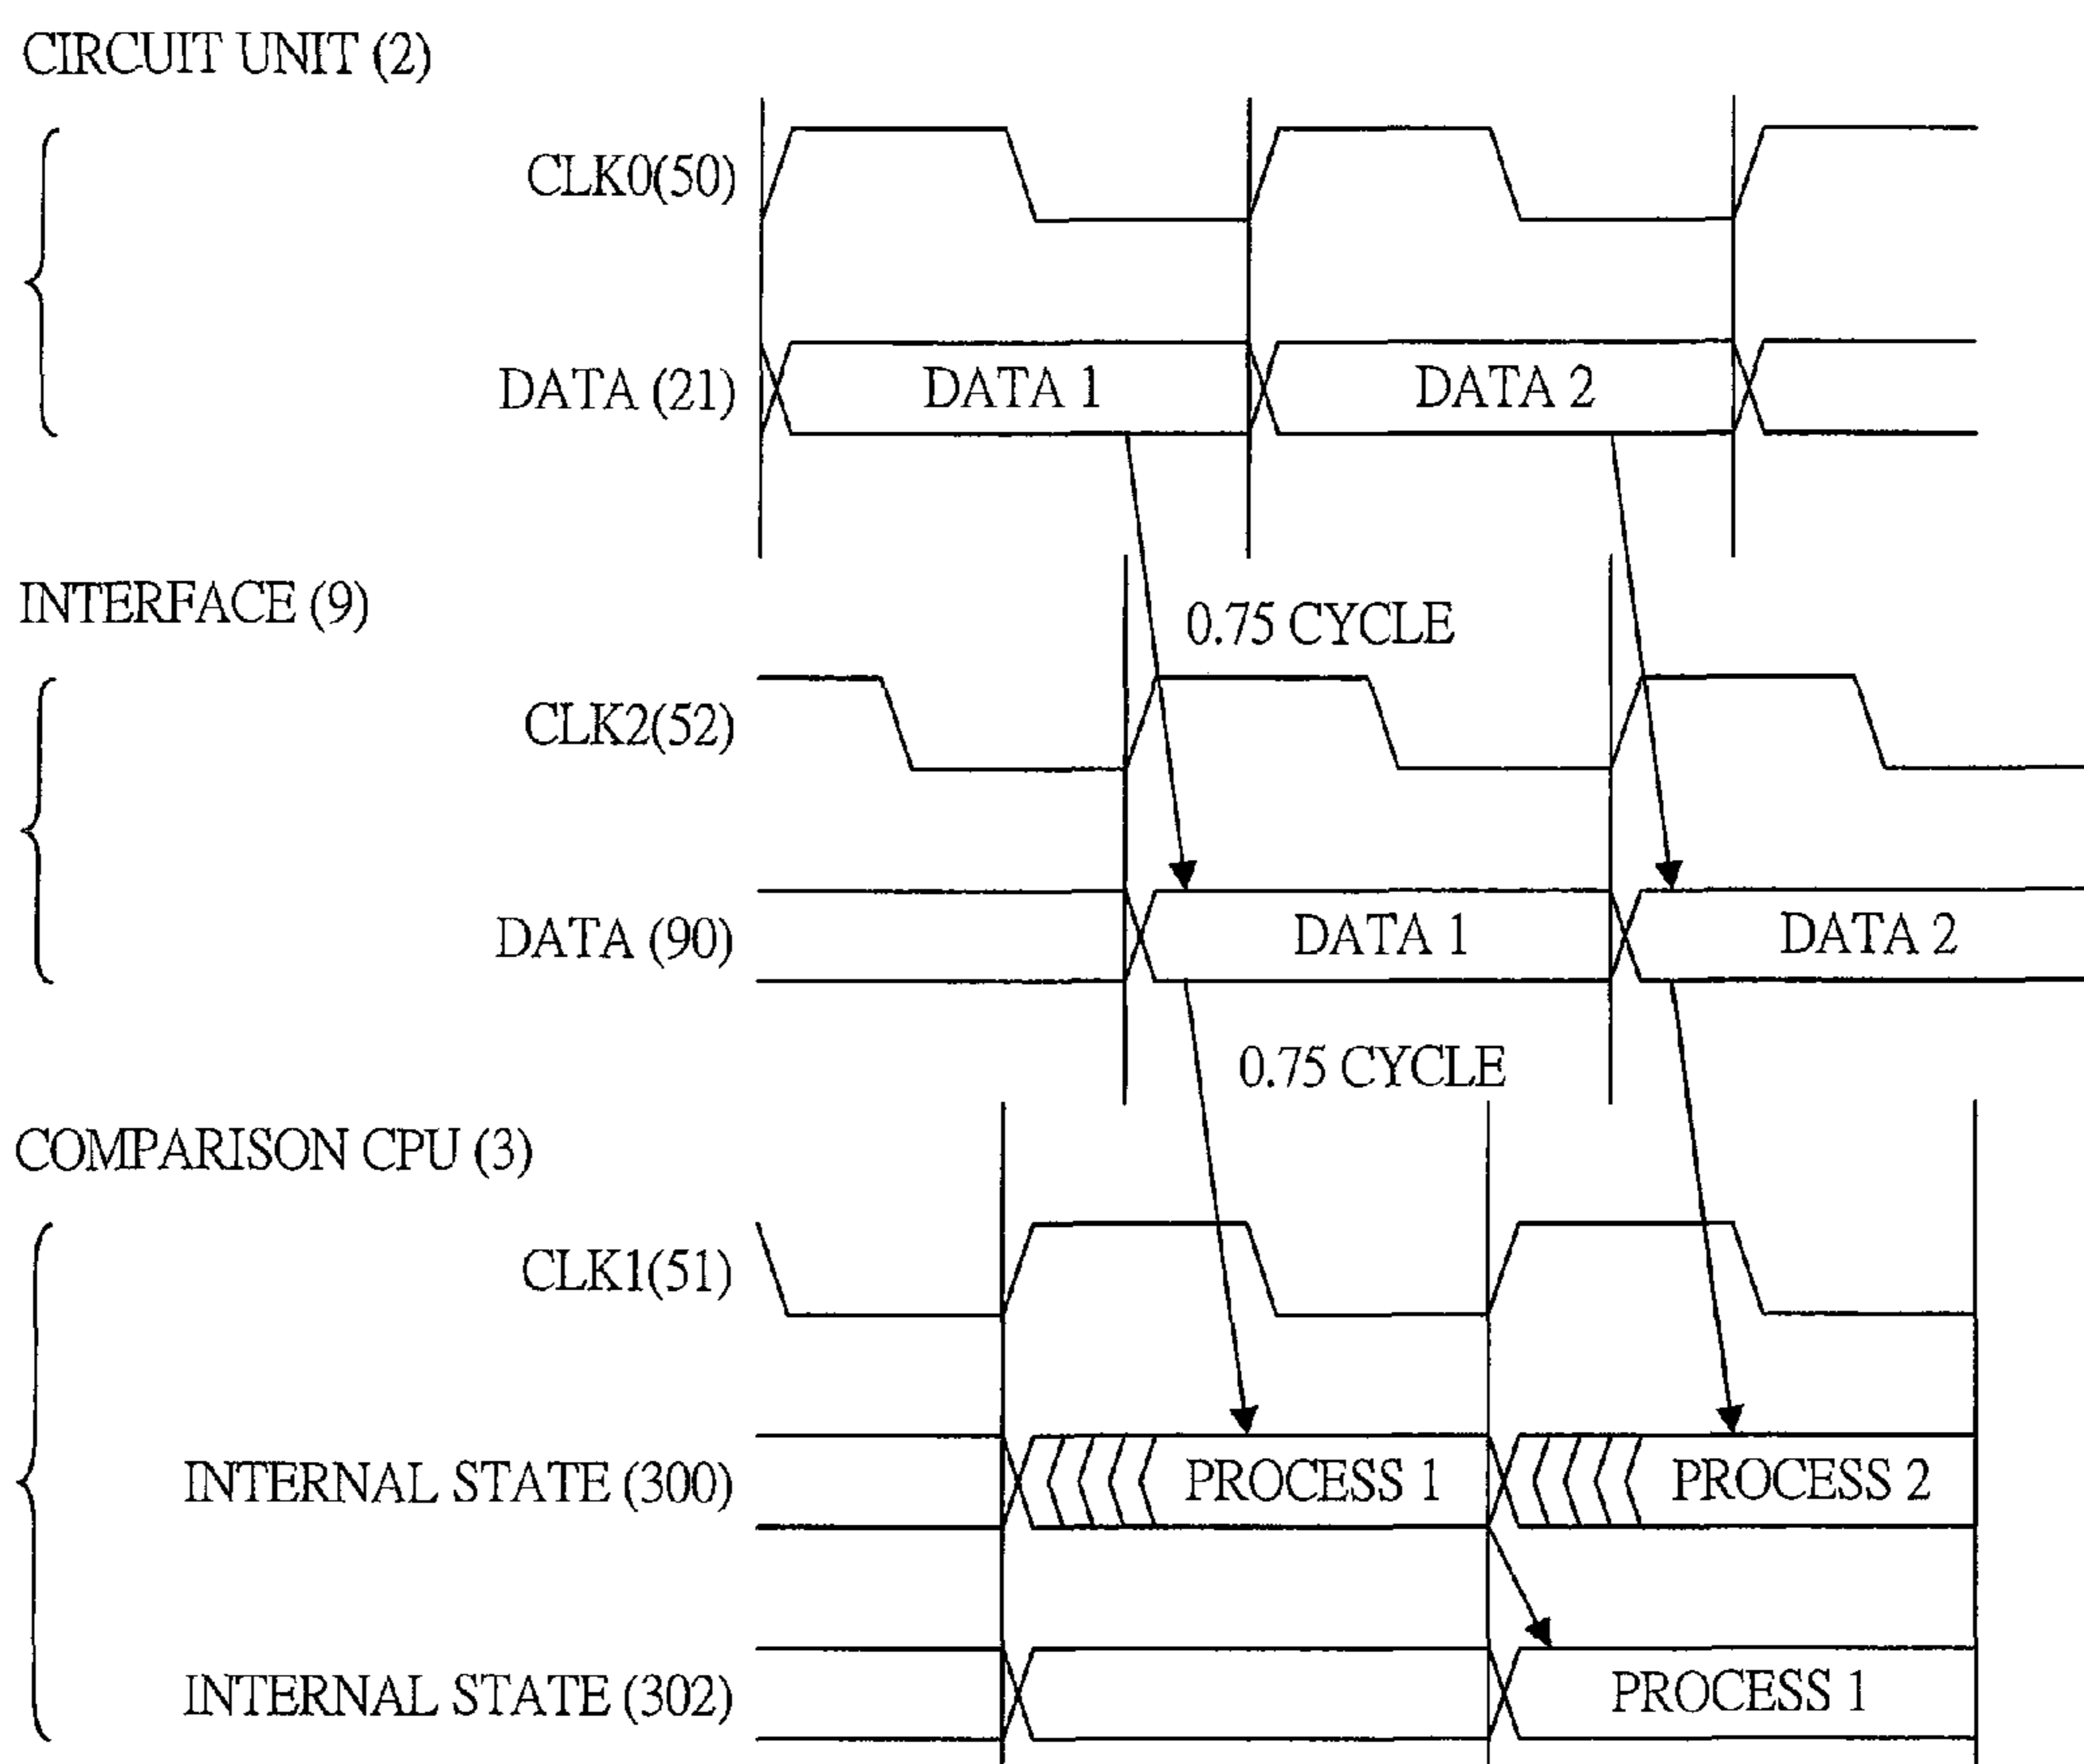 CIRCUIT UNIT (2)
CLK0(50)
DATA (21)
DATA 1
DATA 2
INTERFACE (9)
0.75 CYCLE
CLK2(52)
DATA (90)
DATA 1
DATA 2
0.75 CYCLE
COMPARISON CPU (3)
CLK1(51)
INTERNAL STATE (300)
PROCESS 1
PROCESS 2
INTERNAL STATE (302)
PROCESS 1